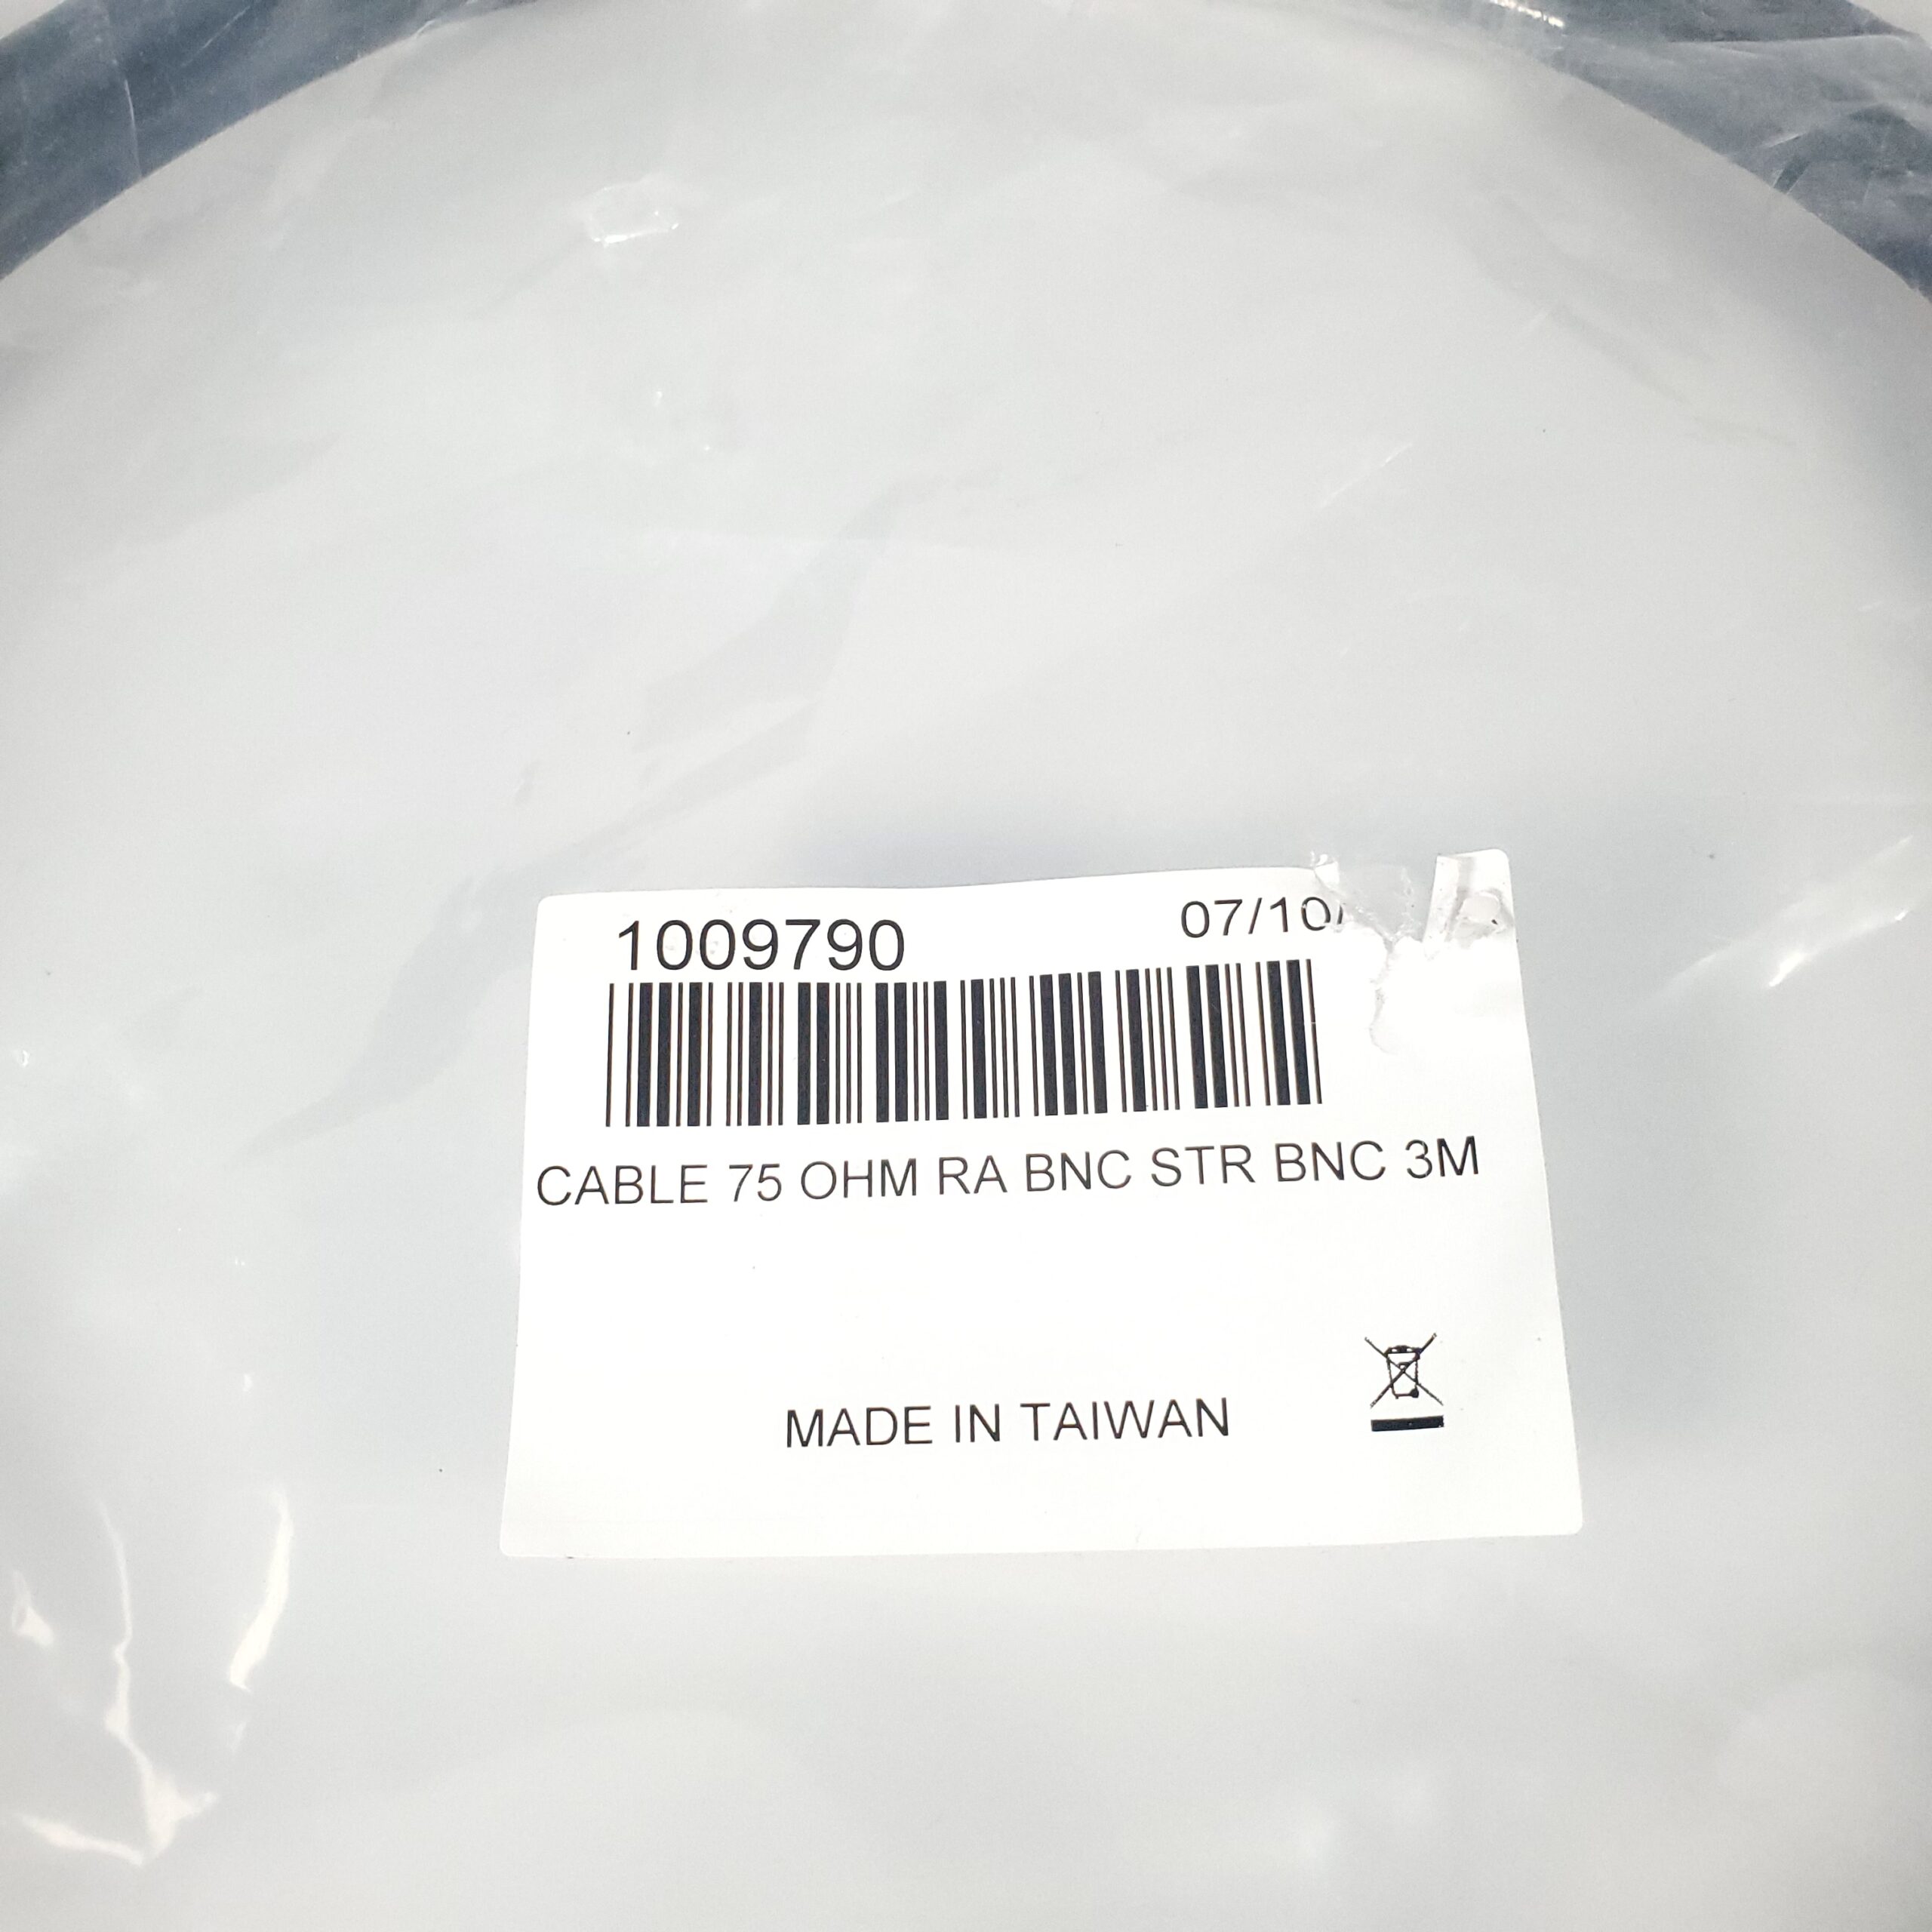 1009790
07/10/
CABLE 75 OHM RA BNC STR BNC 3M
MADE IN TAIWAN